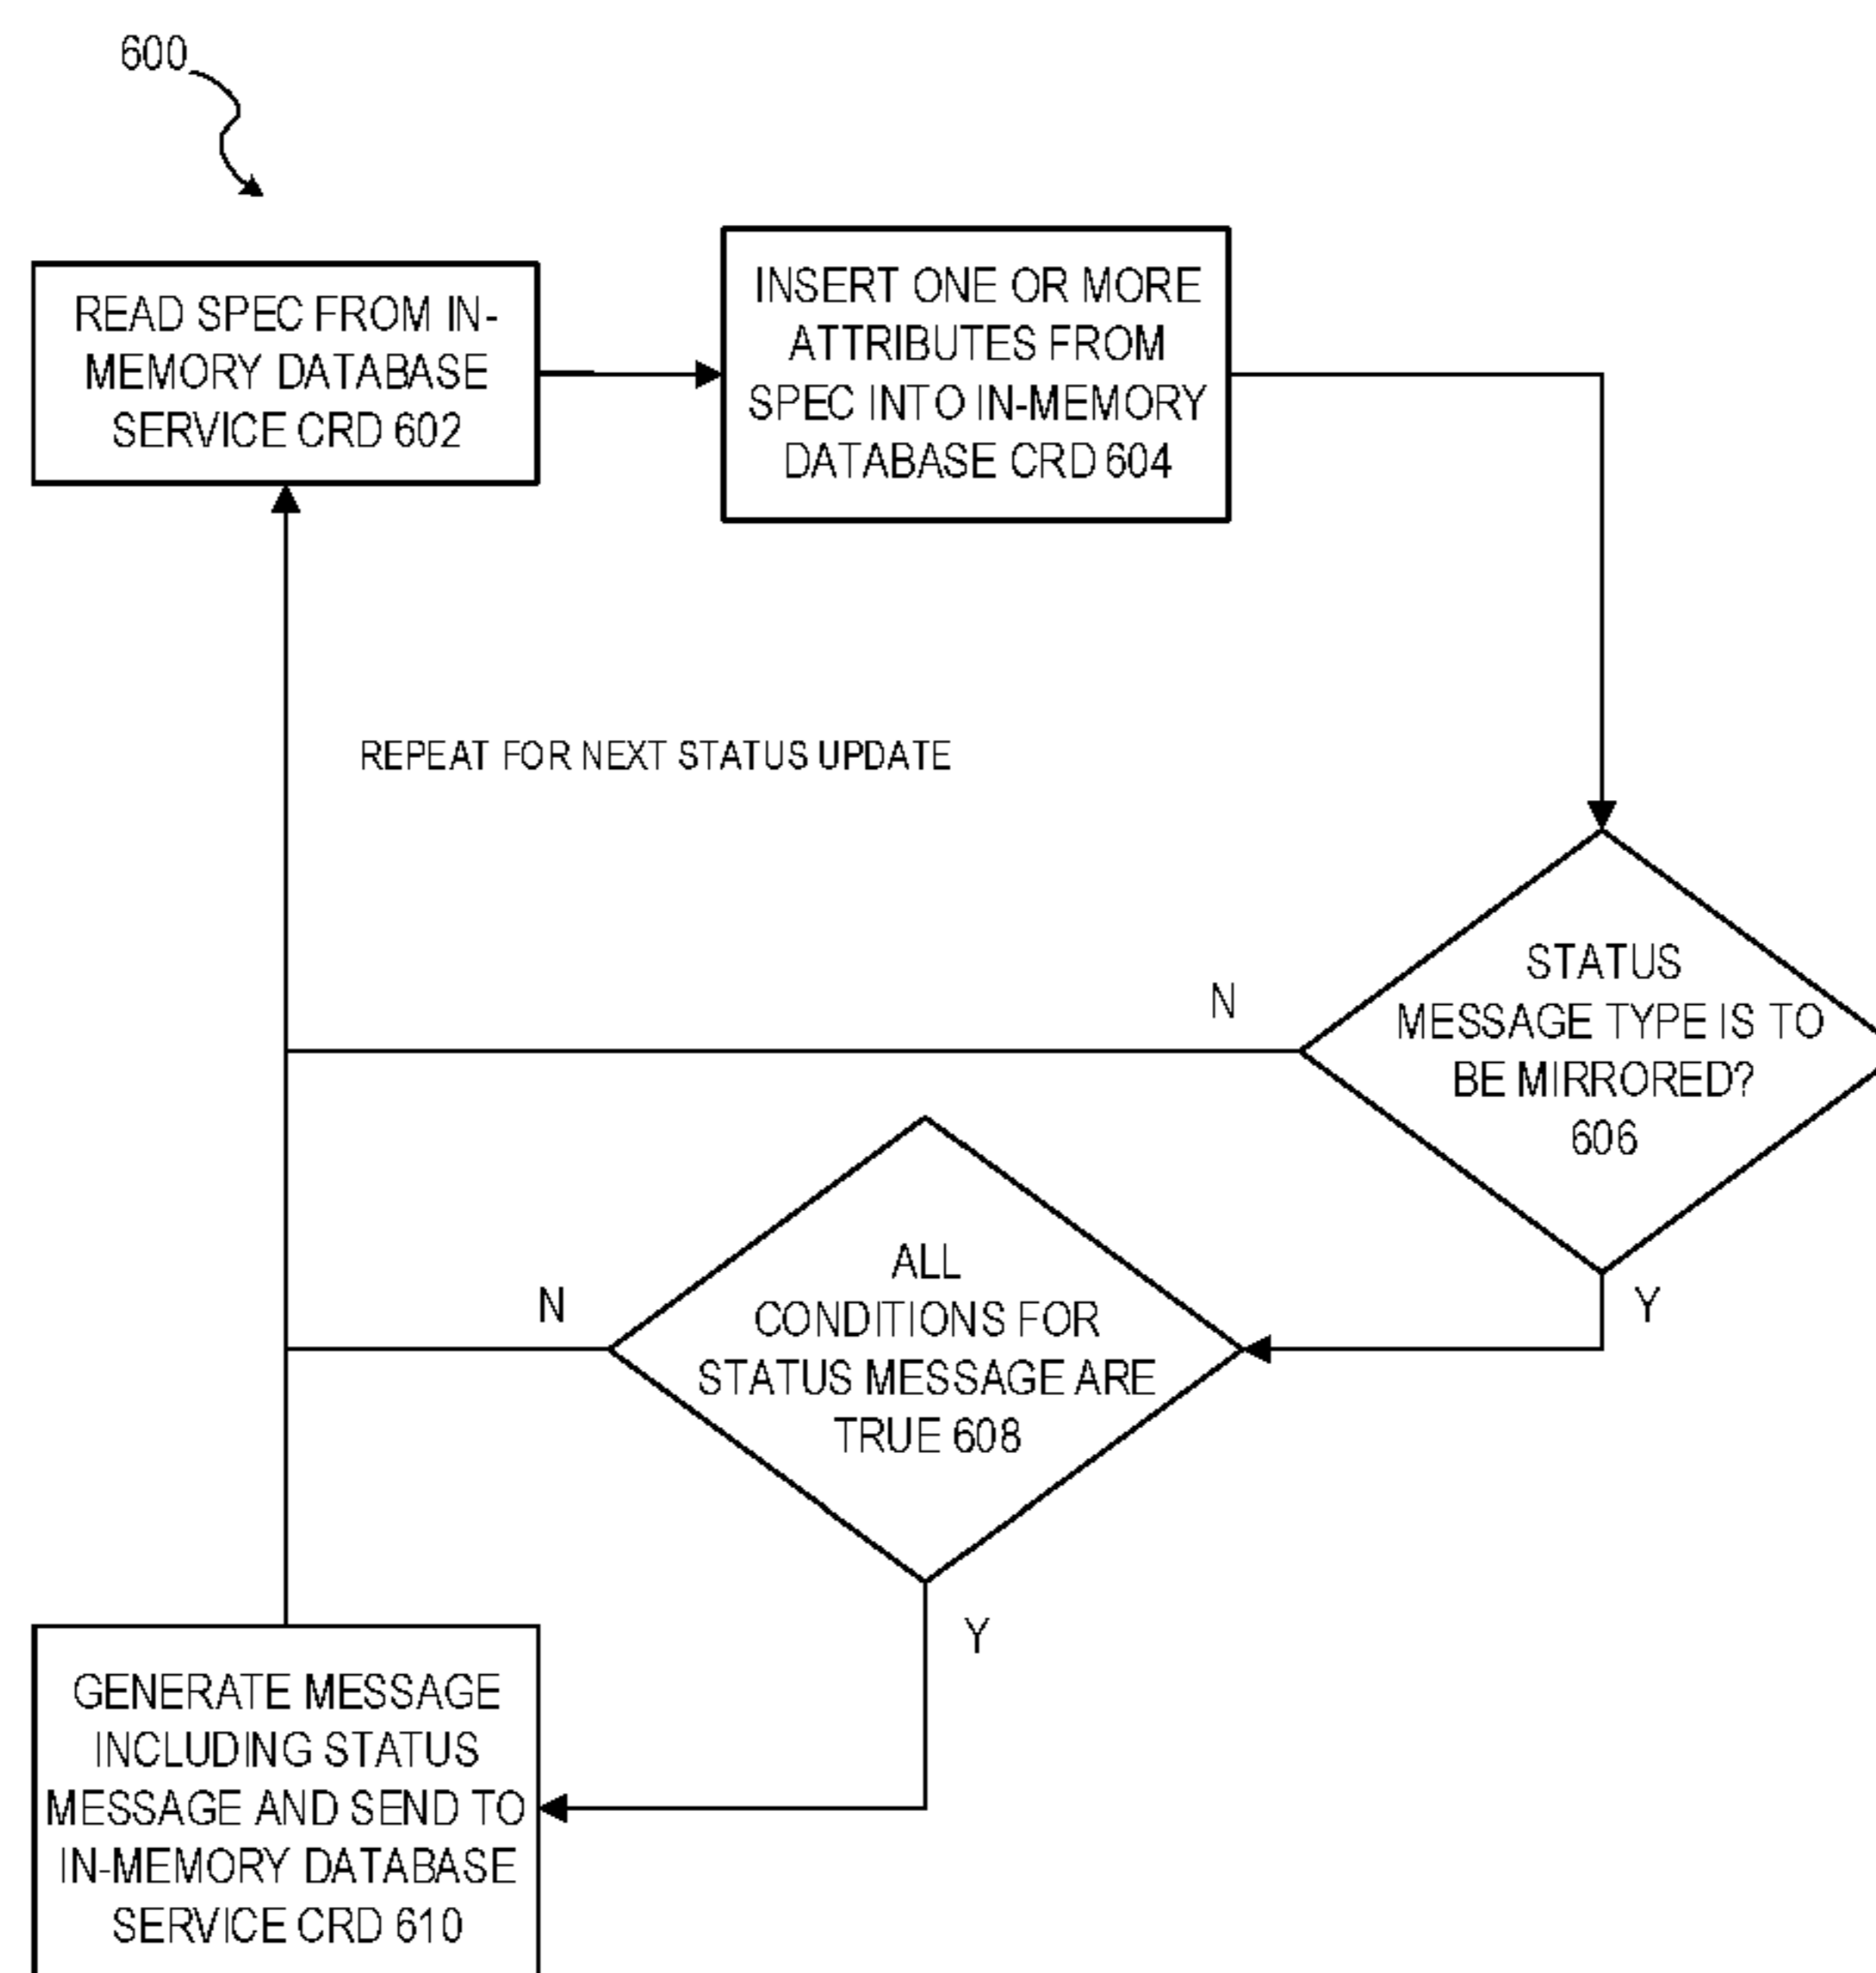 600
READ SPEC FROM IN-
MEMORY DATABASE
SERVICE CRD 602
INSERT ONE OR MORE
ATTRIBUTES FROM
SPEC INTO IN-MEMORY
DATABASE CRD 604
REPEAT FOR NEXT STATUS UPDATE
STATUS
MESSAGE TYPE IS TO
BE MIRRORED?
606
N
Y
ALL
CONDITIONS FOR
STATUS MESSAGE ARE
TRUE 608
N
Y
GENERATE MESSAGE
INCLUDING STATUS
MESSAGE AND SEND TO
IN-MEMORY DATABASE
SERVICE CRD 610